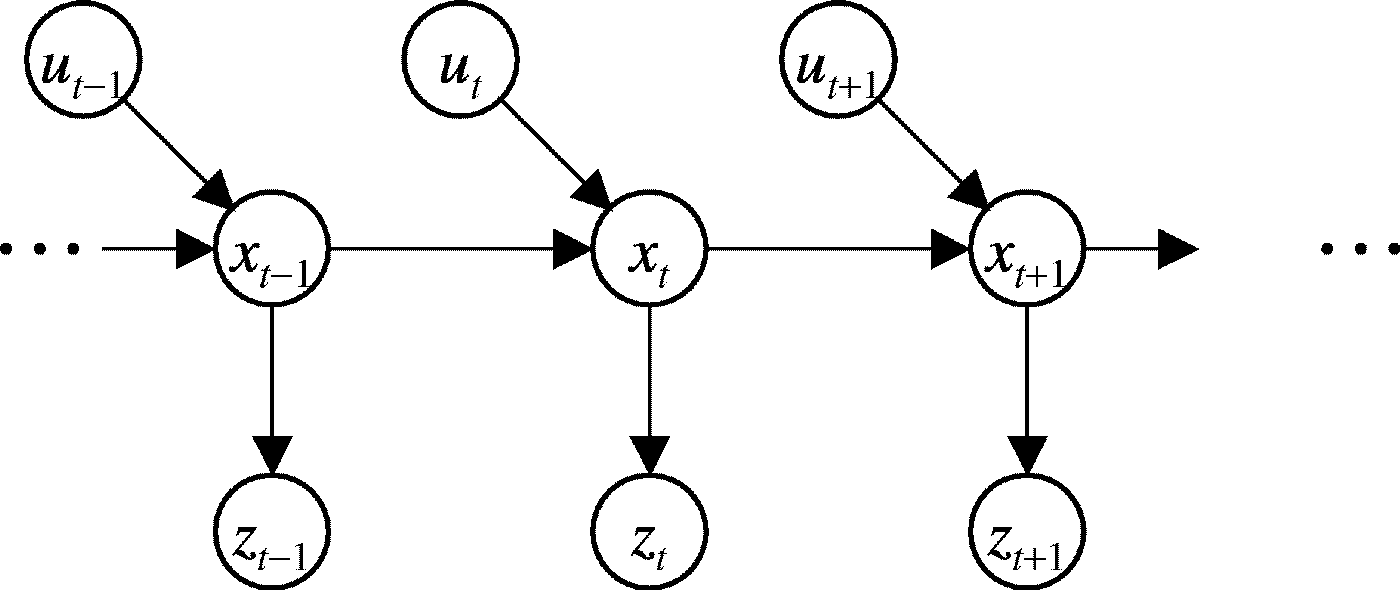 u_{t-1} u_t u_{t+1}
... x_{t-1} x_t x_{t+1} ...
z_{t-1} z_t z_{t+1}